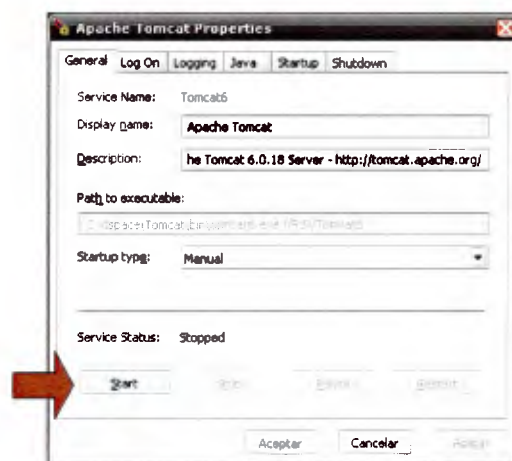 Apache Tomcat Properties
General Log On Logging Java Startup Shutdown
Service Name: Tomcat6
Display name: Apache Tomcat
Description: he Tomcat 6.0.18 Server - http://tomcat.apache.org/
Path to executable:
Startup type: Manual
Service Status: Stopped
Start
Aceptar Cancelar